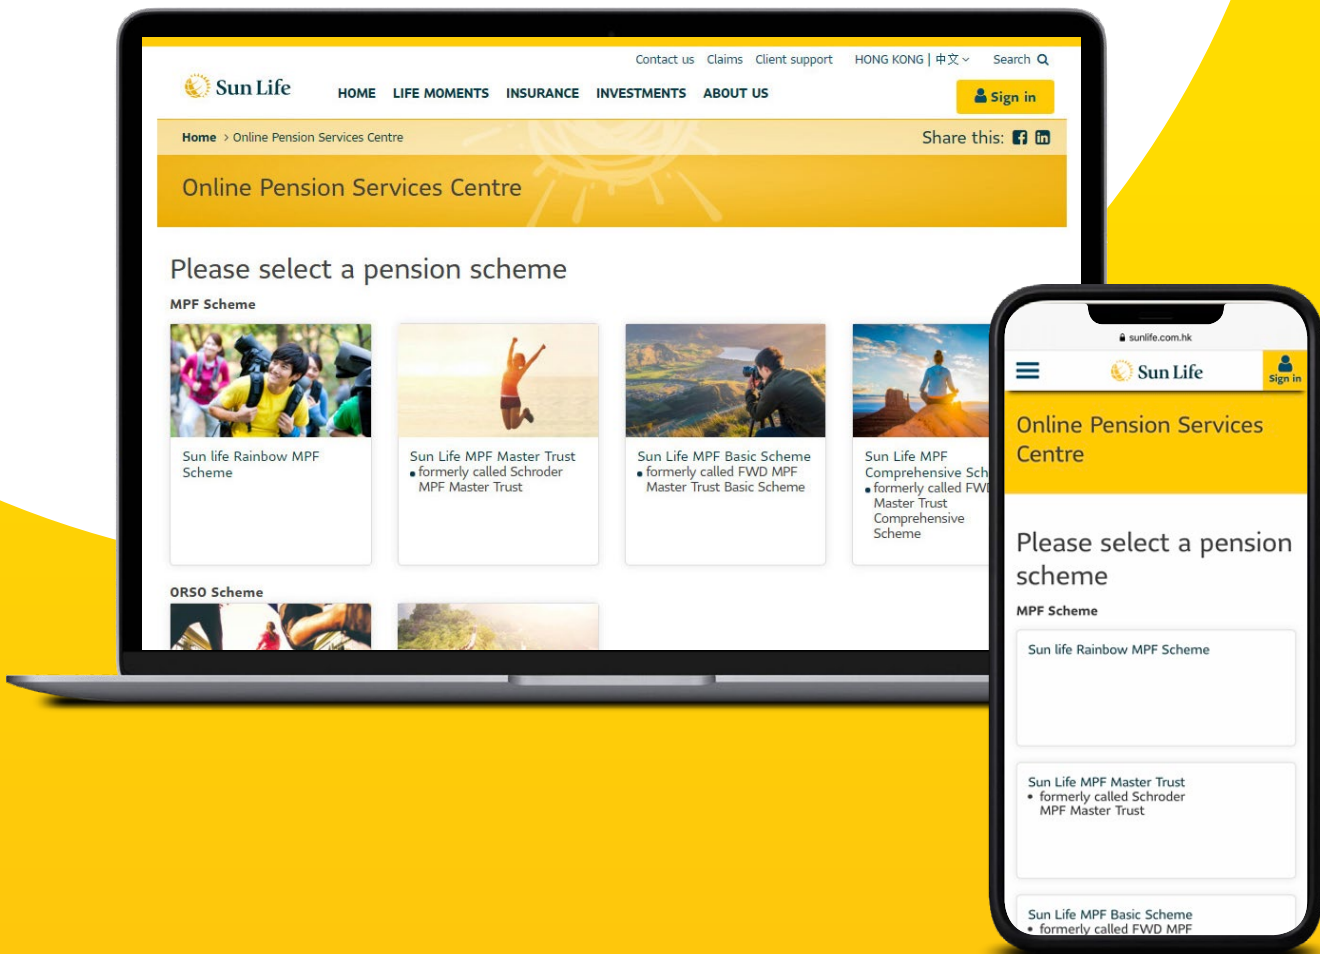 Contact us Claims Client support HONG KONG | 中文 Search
Sun Life
HOME LIFE MOMENTS INSURANCE INVESTMENTS ABOUT US
Sign in
Home > Online Pension Services Centre
Share this:
Online Pension Services Centre
Please select a pension scheme
MPF Scheme
Sun life Rainbow MPF
Scheme
Sun Life MPF Master Trust
• formerly called Schroder
MPF Master Trust
Sun Life MPF Basic Scheme
• formerly called FWD MPF
Master Trust Basic Scheme
Sun Life MPF
Comprehensive Sch
• formerly called FW
Master Trust
Comprehensive
Scheme
ORSO Scheme
sunlife.com.hk
Sun Life
Sign in
Online Pension Services
Centre
Please select a pension
scheme
MPF Scheme
Sun life Rainbow MPF Scheme
Sun Life MPF Master Trust
• formerly called Schroder
MPF Master Trust
Sun Life MPF Basic Scheme
• formerly called FWD MPF